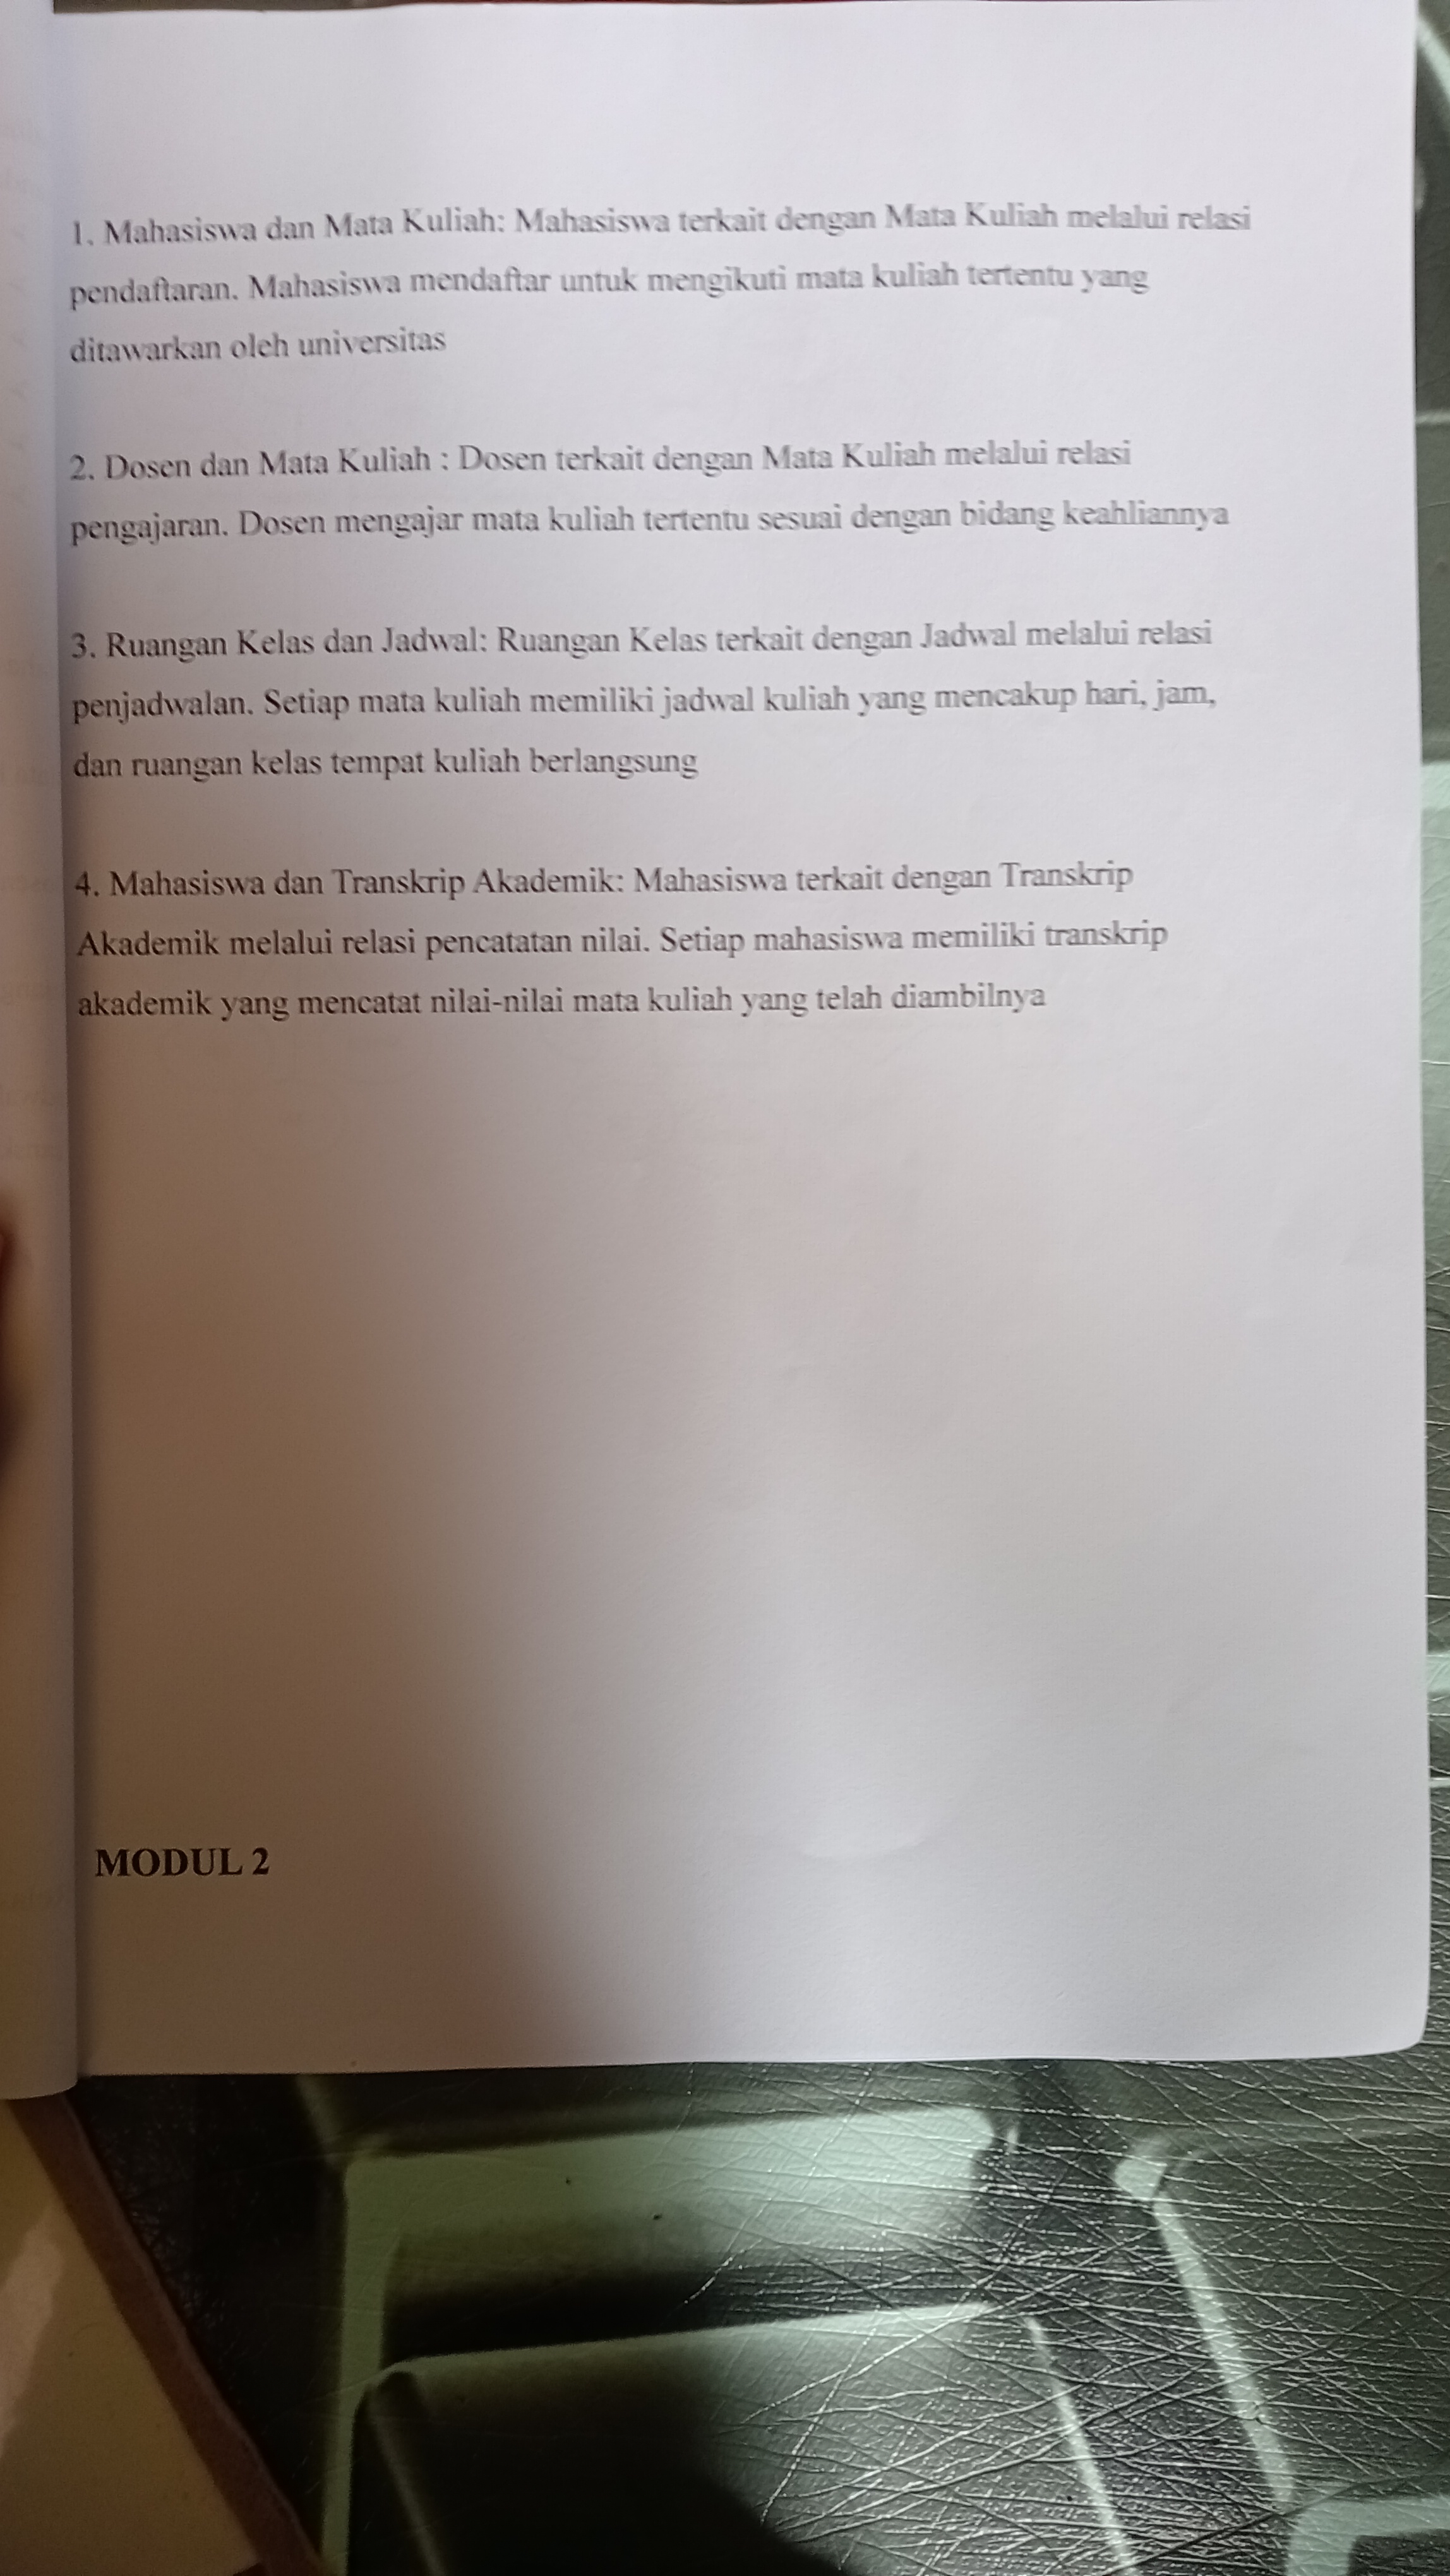 1. Mahasiswa dan Mata Kuliah: Mahasiswa terkait dengan Mata Kuliah melalui relasi
pendaftaran. Mahasiswa mendaftar untuk mengikuti mata kuliah tertentu yang
ditawarkan oleh universitas
2. Dosen dan Mata Kuliah : Dosen terkait dengan Mata Kuliah melalui relasi
pengajaran. Dosen mengajar mata kuliah tertentu sesuai dengan bidang keahliannya
3. Ruangan Kelas dan Jadwal: Ruangan Kelas terkait dengan Jadwal melalui relasi
penjadwalan. Setiap mata kuliah memiliki jadwal kuliah yang mencakup hari, jam,
dan ruangan kelas tempat kuliah berlangsung
4. Mahasiswa dan Transkrip Akademik: Mahasiswa terkait dengan Transkrip
Akademik melalui relasi pencatatan nilai. Setiap mahasiswa memiliki transkrip
akademik yang mencatat nilai-nilai mata kuliah yang telah diambilnya
MODUL 2